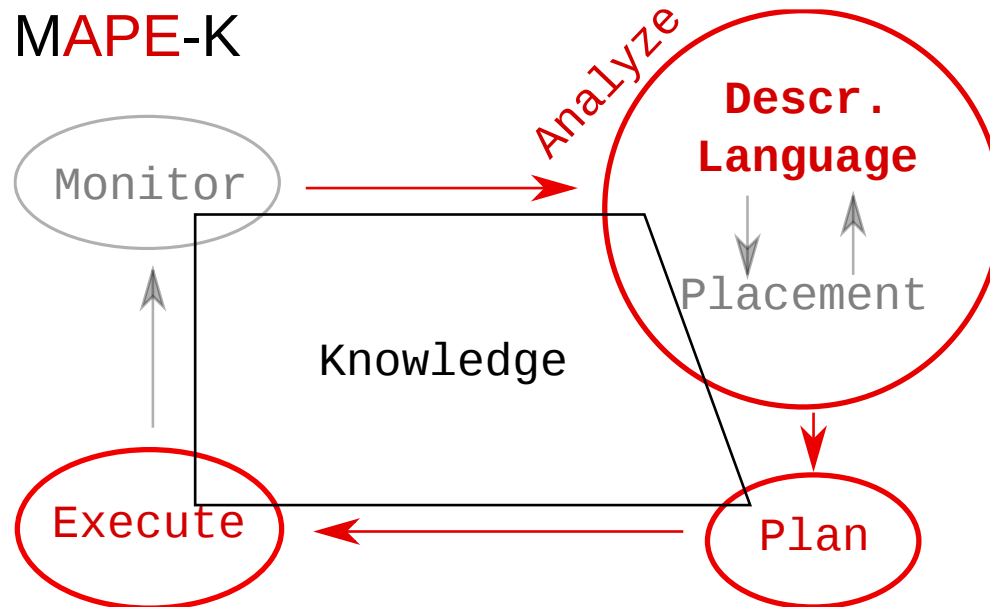 MAPE-K
Analyze
Descr.
Language
Monitor
Placement
Knowledge
Execute
Plan